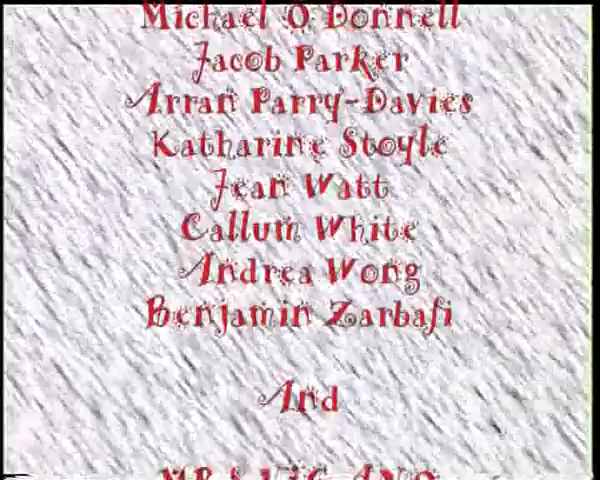 Michael O Donnell
Jacob Parker
Arran Parry-Davies
Katharine Stoyle
Jean Watt
Callum White
Andrea Wong
Benjamin Zarbafi
And